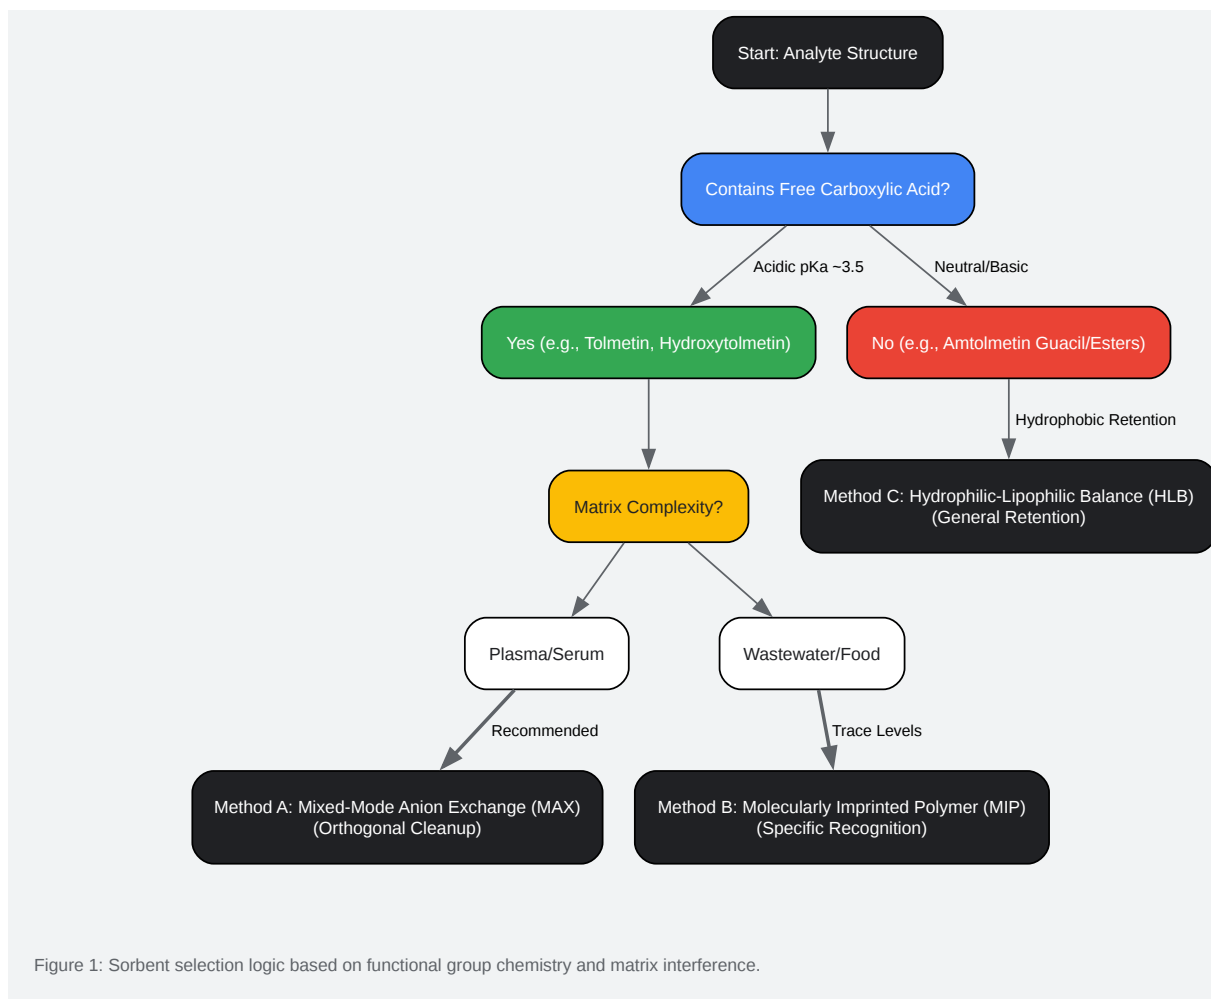 Start: Analyte Structure
Contains Free Carboxylic Acid?
Acidic pKa ~3.5
Neutral/Basic
Yes (e.g., Tolmetin, Hydroxytolmetin)
No (e.g., Amtolmetin Guacil/Esters)
Hydrophobic Retention
Matrix Complexity?
Method C: Hydrophilic-Lipophilic Balance (HLB)
(General Retention)
Plasma/Serum
Wastewater/Food
Recommended
Trace Levels
Method A: Mixed-Mode Anion Exchange (MAX)
(Orthogonal Cleanup)
Method B: Molecularly Imprinted Polymer (MIP)
(Specific Recognition)
Figure 1: Sorbent selection logic based on functional group chemistry and matrix interference.